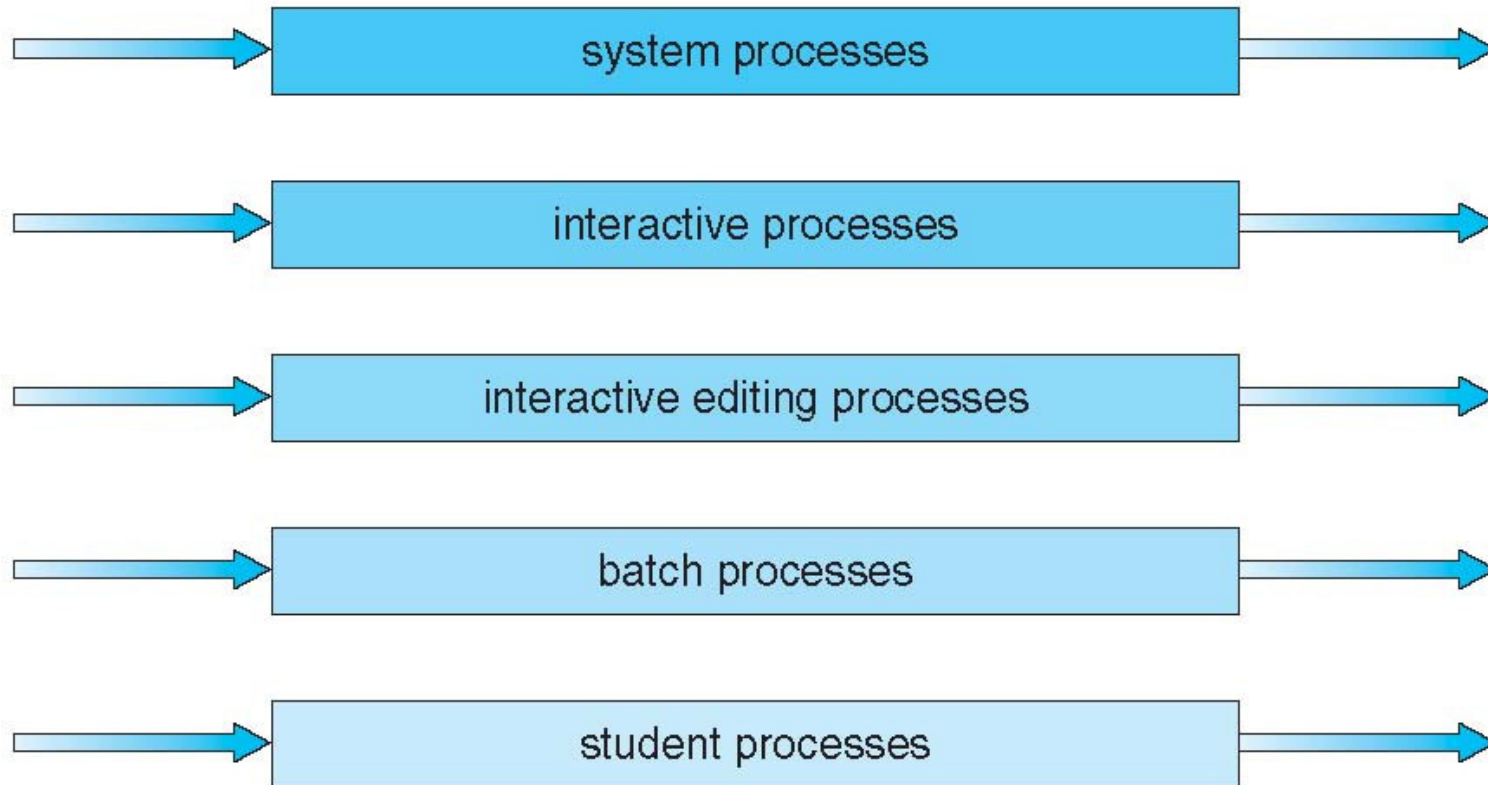 system processes
interactive processes
interactive editing processes
batch processes
student processes